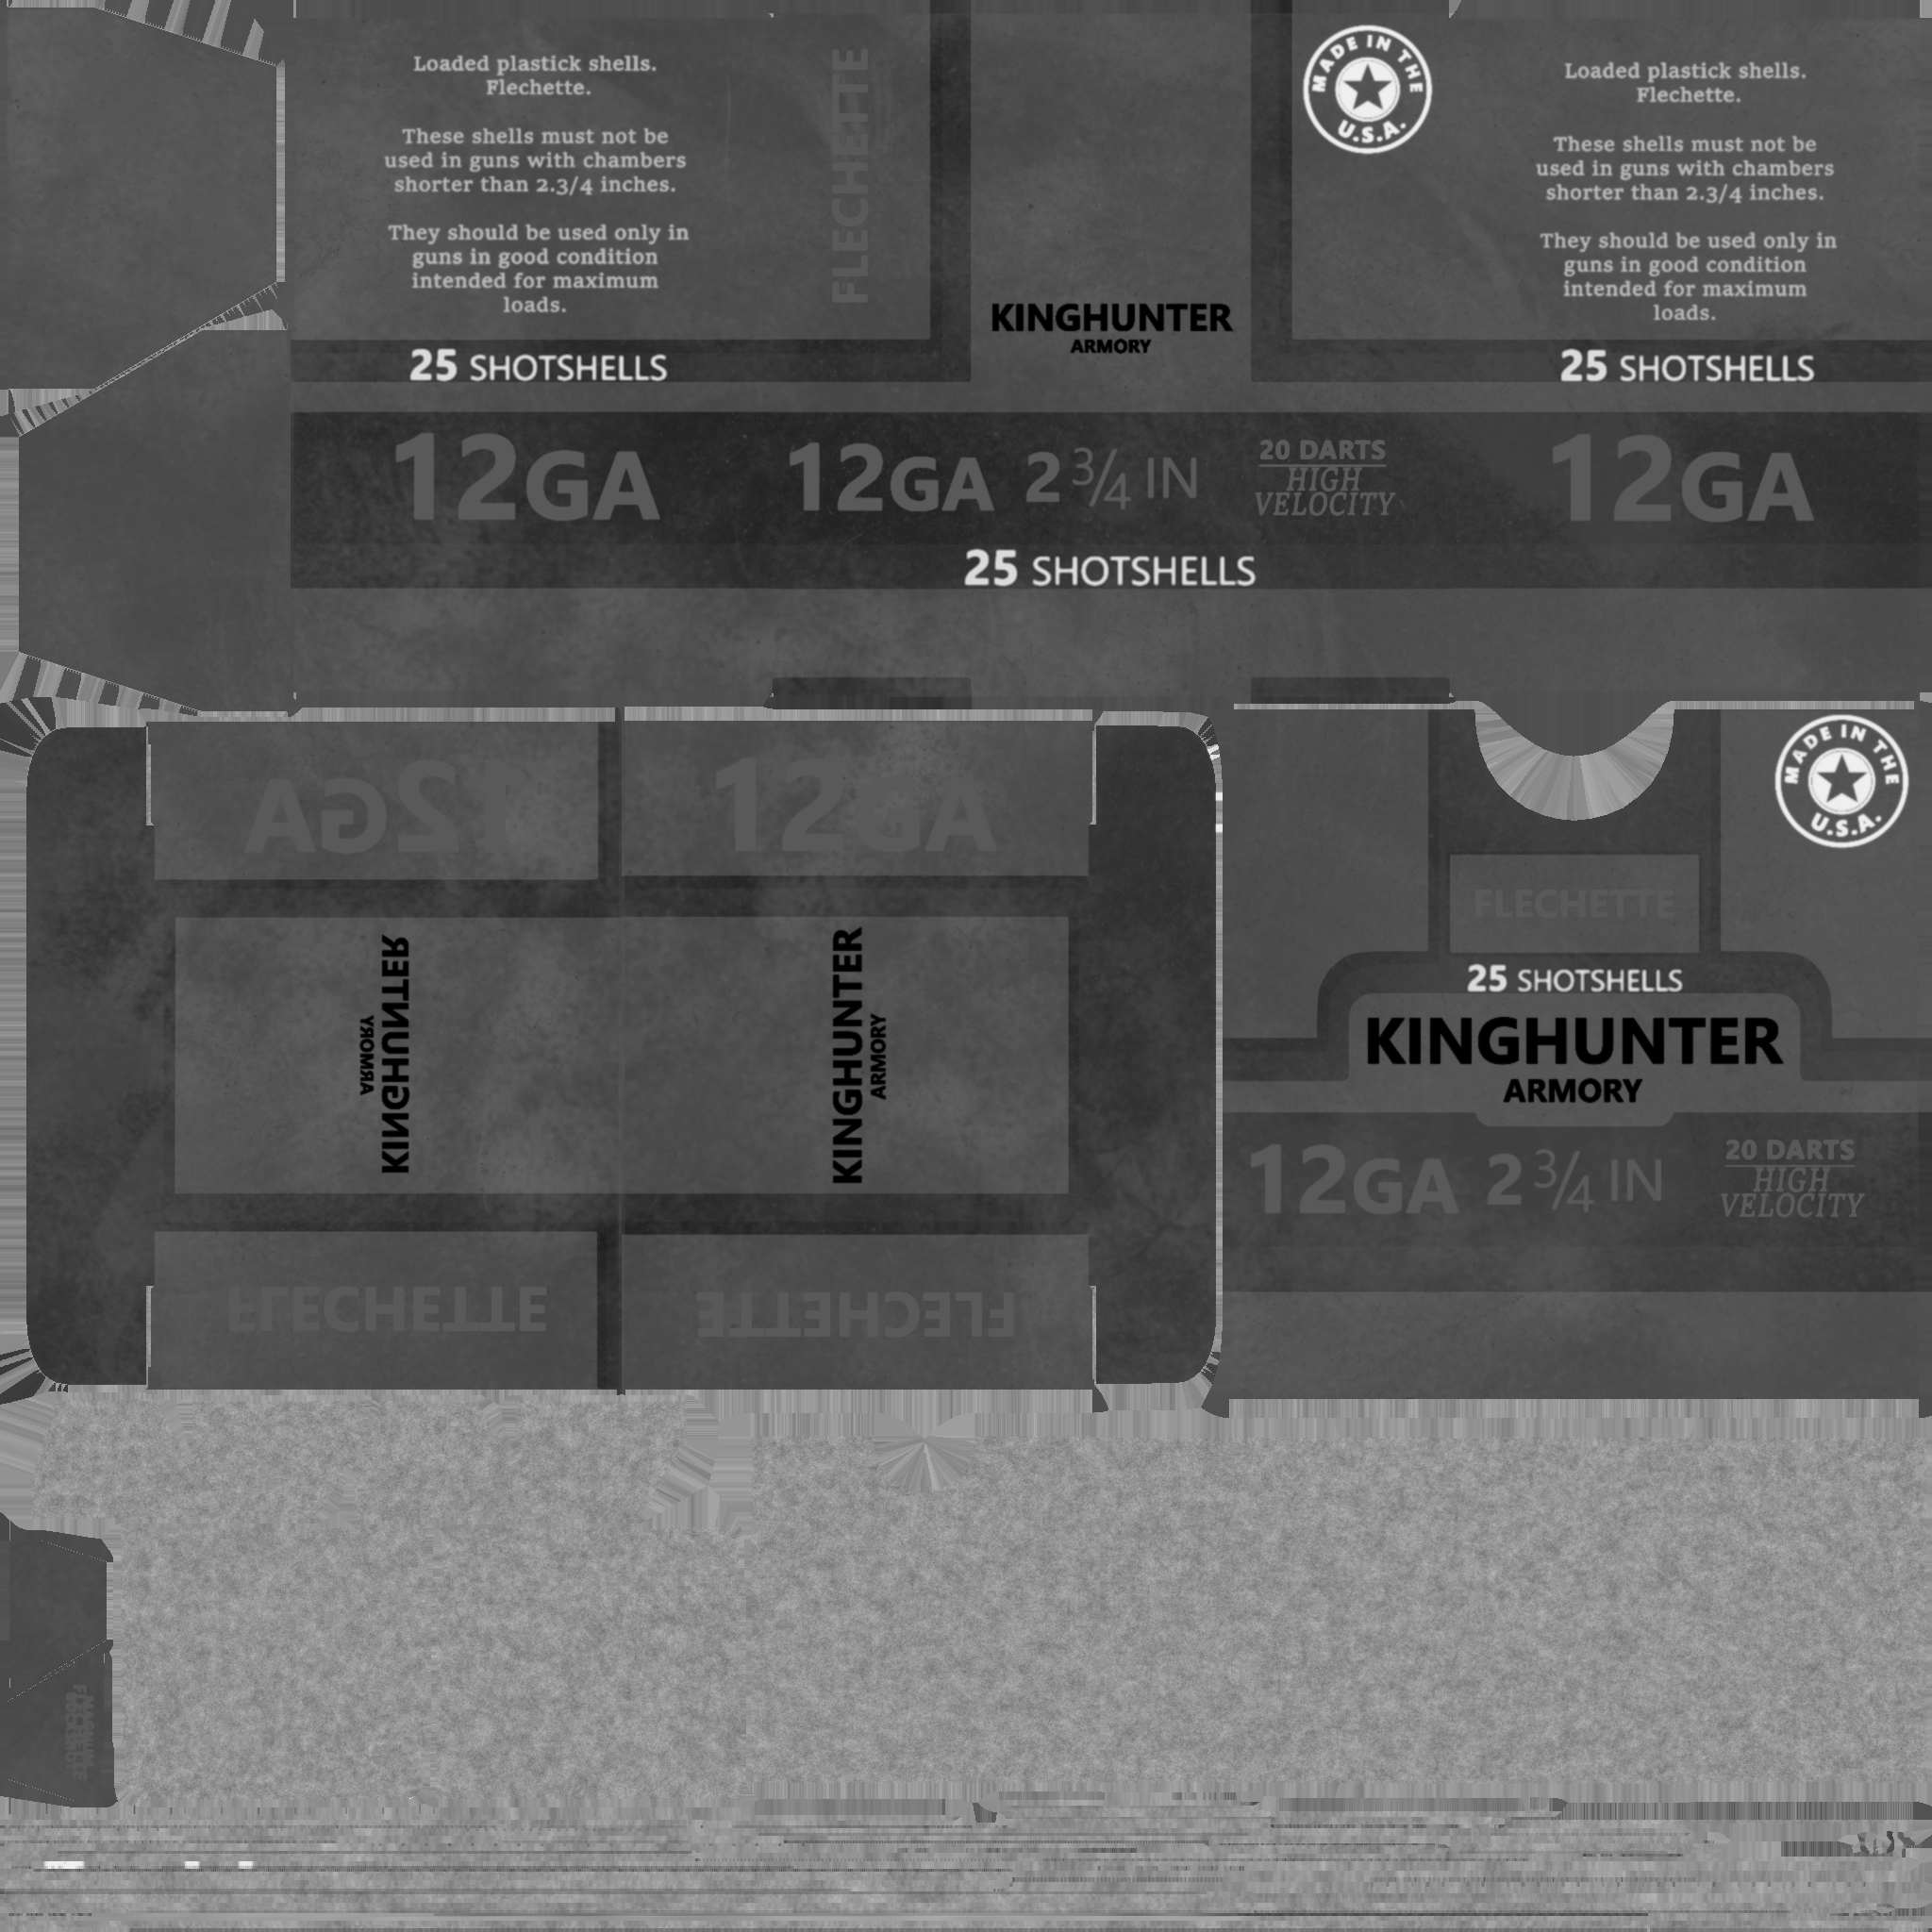 Loaded plastick shells.
Flechette.
These shells must not be
used in guns with chambers
shorter than 2.3/4 inches.
They should be used only in
guns in good condition
intended for maximum
loads.
25 SHOTSHELLS
FLECHETTE
KINGHUNTER
ARMORY
MADE IN THE
U.S.A.
Loaded plastick shells.
Flechette.
These shells must not be
used in guns with chambers
shorter than 2.3/4 inches.
They should be used only in
guns in good condition
intended for maximum
loads.
25 SHOTSHELLS
12GA
12GA 2 3/4 IN
20 DARTS
HIGH
VELOCITY
12GA
25 SHOTSHELLS
12GA
12GA
KINGHUNTER
ARMORY
KINGHUNTER
ARMORY
FLECHETTE
FLECHETTE
MADE IN THE
U.S.A.
FLECHETTE
25 SHOTSHELLS
KINGHUNTER
ARMORY
12GA 2 3/4 IN
20 DARTS
HIGH
VELOCITY